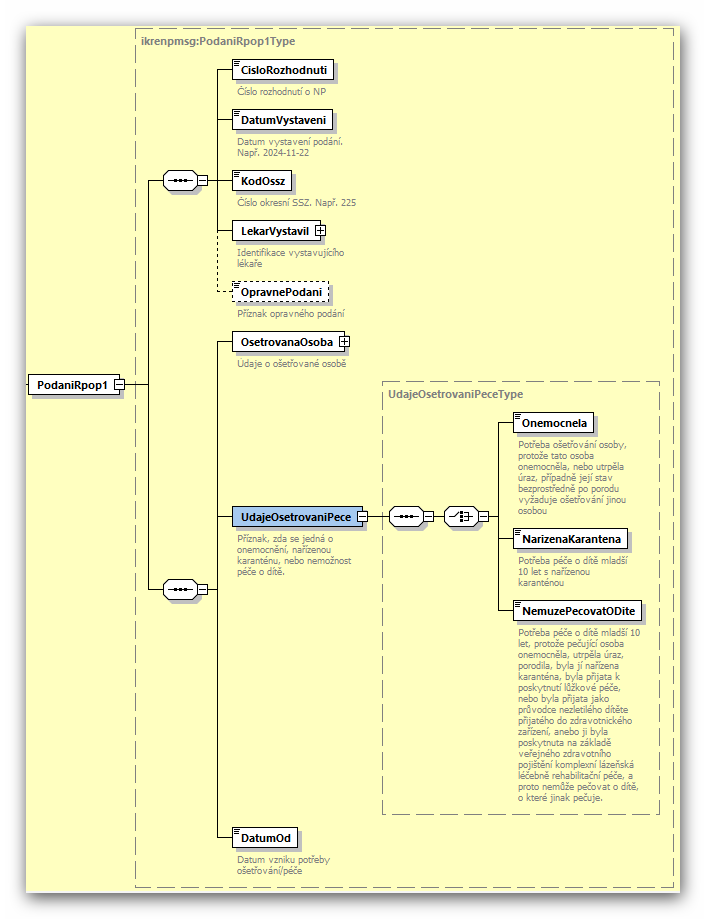 ikrenpmsg:PodaniRpop1Type
CisloRozhodnuti
Číslo rozhodnutí o NP
DatumVystaveni
Datum vystavení podání.
Např. 2024-11-22
KodOssz
Číslo okresní SSZ. Např. 225
LekarVystavil
Identifikace vystavujícího
lékaře
OpravnePodani
Příznak opravného podání
OsetrovanaOsoba
Údaje o ošetřované osobě
PodaniRpop1
UdajeOsetrovaniPeceType
Onemocnela
Potřeba ošetřování osoby,
protože tato osoba
onemocněla, nebo utrpěla
úraz, případně její stav
bezprostředně po porodu
vyžaduje ošetřování jinou
osobou
UdajeOsetrovaniPece
Příznak, zda se jedná o
onemocnění, nařízenou
karanténu, nebo nemožnost
péče o dítě.
NarizenaKarantena
Potřeba péče o dítě mladší
10 let s nařízenou
karanténou
NemuzePecovatODite
Potřeba péče o dítě mladší 10
let, protože pečující osoba
onemocněla, utrpěla úraz,
porodila, byla jí nařízena
karanténa, byla přijata k
poskytnutí lůžkové péče,
nebo byla přijata jako
průvodce nezletilého dítěte
přijatého do zdravotnického
zařízení, anebo ji byla
poskytnuta na základě
veřejného zdravotního
pojištění komplexní lázeňská
léčebně rehabilitační péče, a
proto nemůže pečovat o dítě,
o které jinak pečuje.
DatumOd
Datum vzniku potřeby
ošetřování/péče